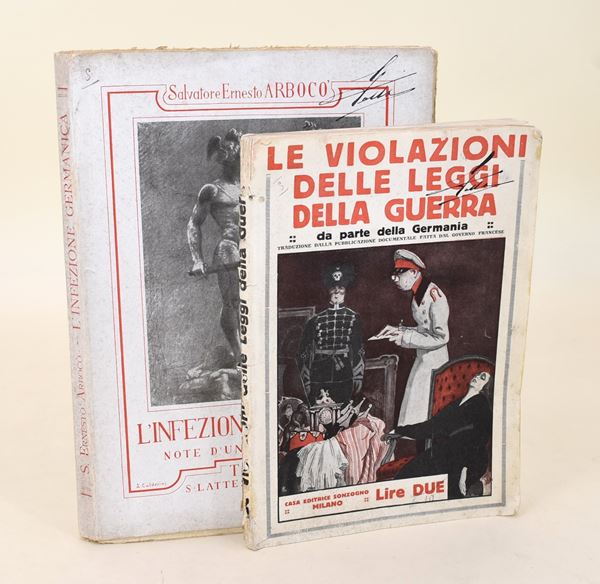 S. ERNESTO ARBOCO' - L'INFEZIONE GERMANICA
Salvatore Ernesto ARBOCO'
L'INFEZION
NOTE D'UN
T
S. LATTE
LE VIOLAZIONI
DELLE LEGGI
DELLA GUERRA
da parte della Germania
TRADUZIONE DALLA PUBBLICAZIONE DOCUMENTALE FATTA DAL GOVERNO FRANCESE
CASA EDITRICE SONZOGNO
MILANO
Lire DUE
delle Leggi della Guer